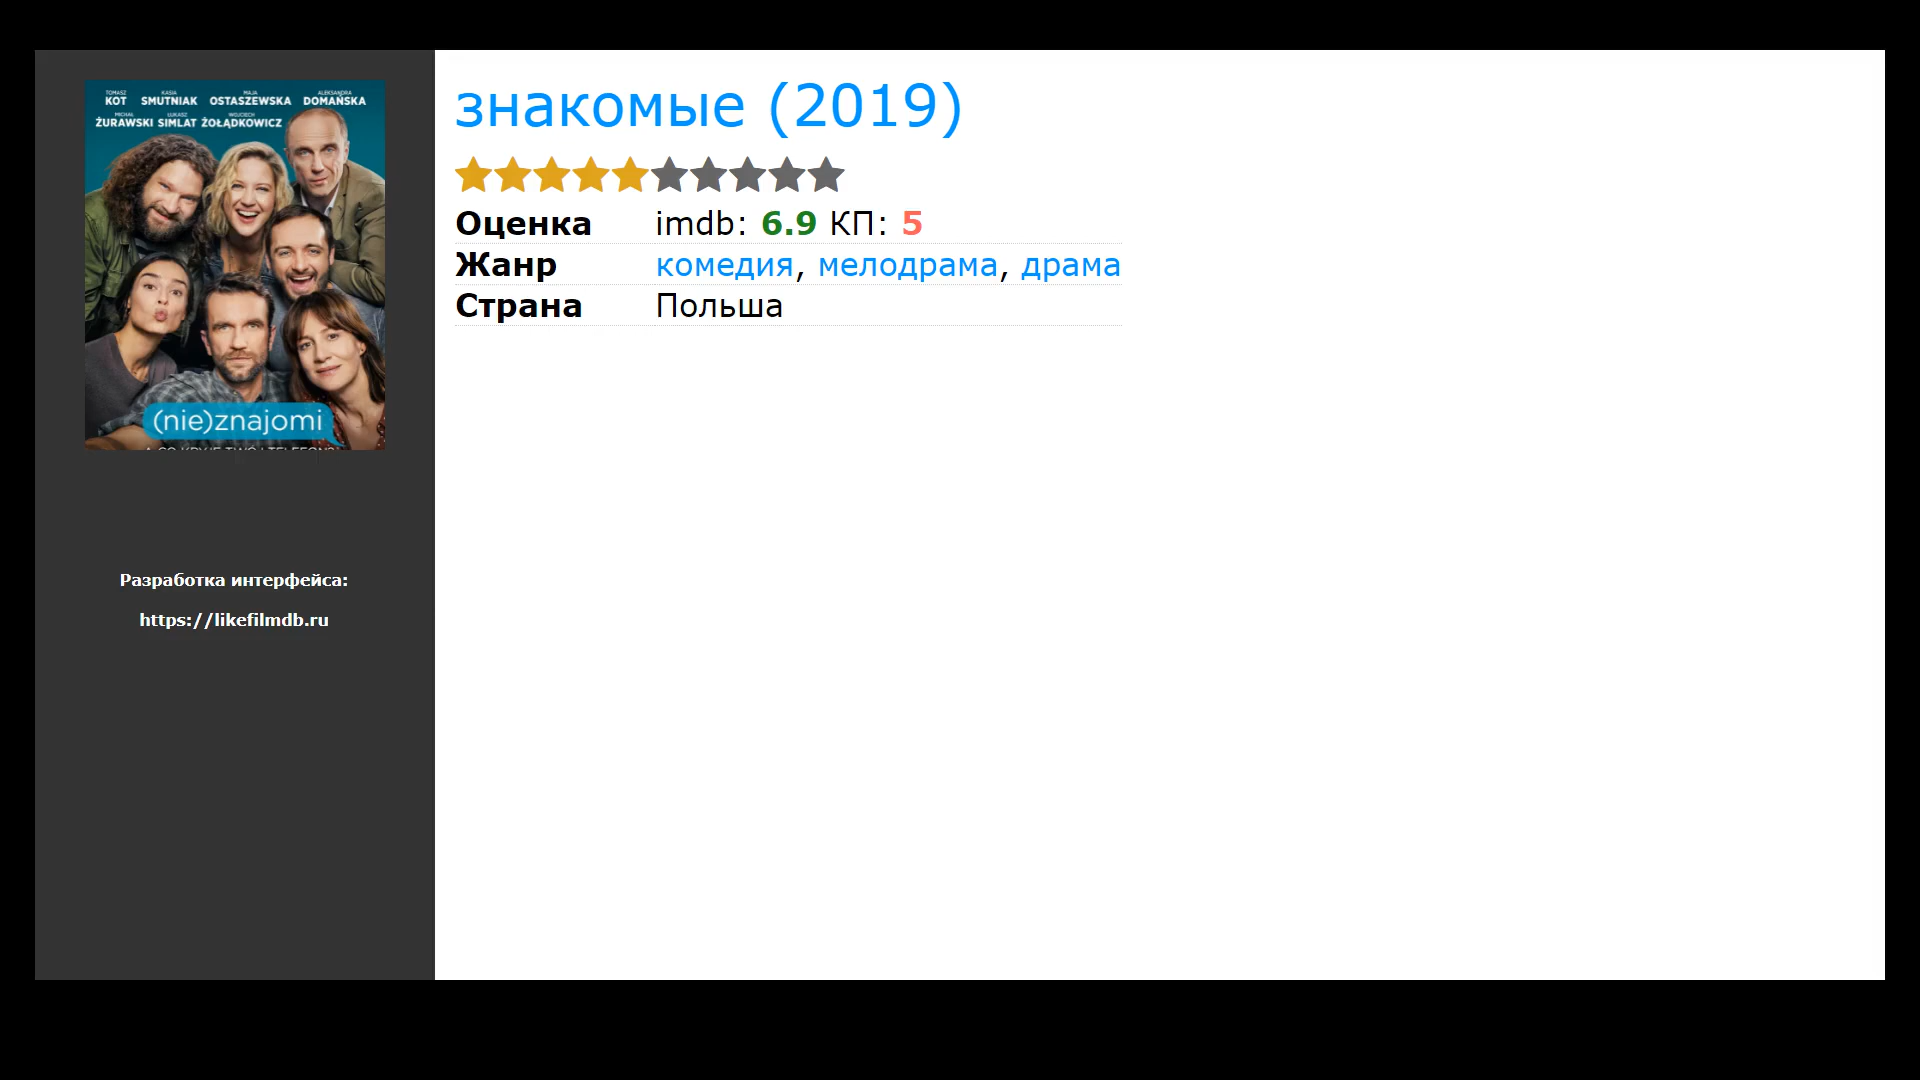 TOMASZ KASIA MAJA ALEKSANDRA
KOT SMUTNIAK OSTASZEWSKA DOMAŃSKA
MICHAŁ ŁUKASZ WOJCIECH
ŻURAWSKI SIMLAT ŻOŁĄDKOWICZ
(nie)znajomi
Разработка интерфейса:
https://likefilmdb.ru
знакомые (2019)
Оценка imdb: 6.9 КП: 5
Жанр комедия, мелодрама, драма
Страна Польша